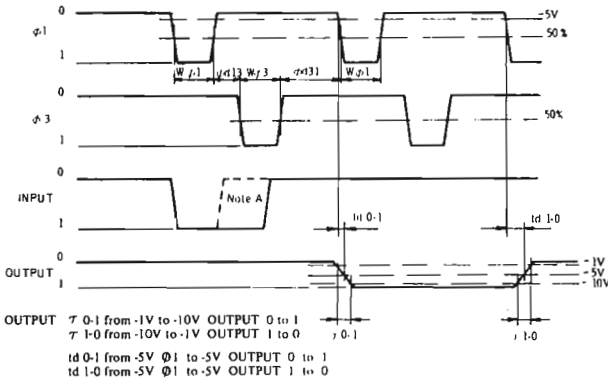 0 -5V
ϕ1 50%
1 Wϕ1 ϕd13 Wϕ3 ϕd31 Wϕ1
0
ϕ3 50%
1
0
INPUT Note A
1
td 0-1 td 1-0
0 -1V
OUTPUT -5V
1 -10V
OUTPUT τ 0-1 from -1V to -10V OUTPUT 0 to 1 τ 0-1 τ 1-0
τ 1-0 from -10V to -1V OUTPUT 1 to 0
td 0-1 from -5V Ø1 to -5V OUTPUT 0 to 1
td 1-0 from -5V Ø1 to -5V OUTPUT 1 to 0